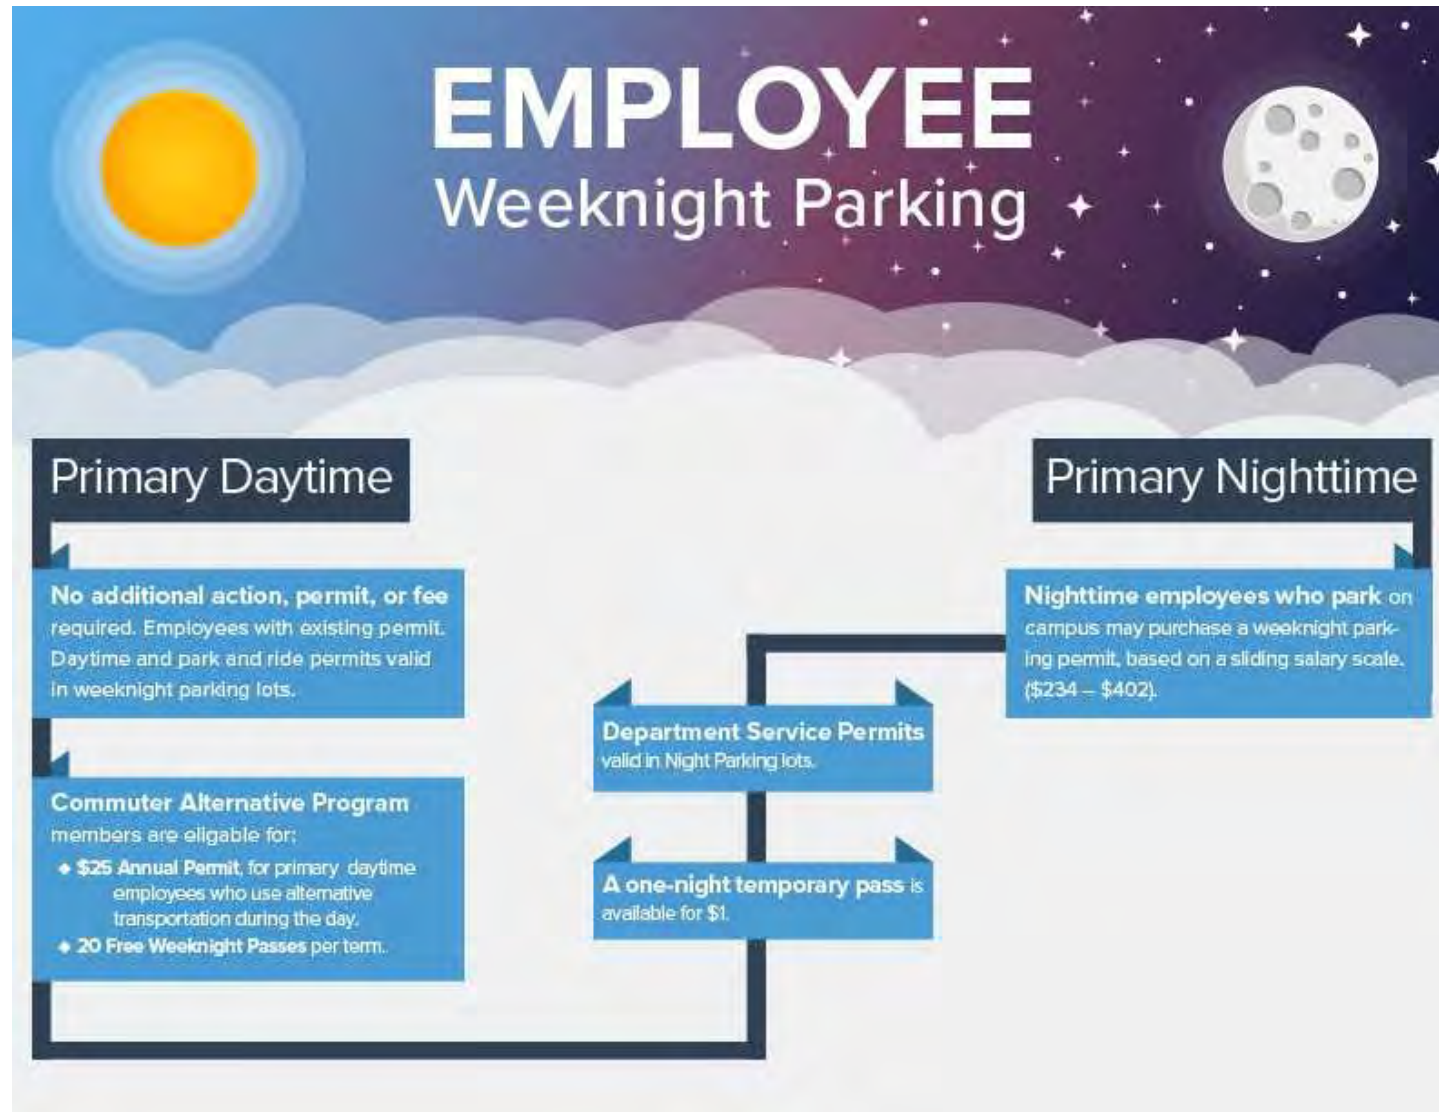 EMPLOYEE
Weeknight Parking
Primary Daytime
No additional action, permit, or fee
required. Employees with existing permit.
Daytime and park and ride permits valid
in weeknight parking lots.
Commuter Alternative Program
members are eligable for:
◆ $25 Annual Permit, for primary daytime
employees who use alternative
transportation during the day.
◆ 20 Free Weeknight Passes per term.
Department Service Permits
valid in Night Parking lots.
A one-night temporary pass is
available for $1.
Primary Nighttime
Nighttime employees who park on
campus may purchase a weeknight park-
ing permit, based on a sliding salary scale.
($234 – $402).